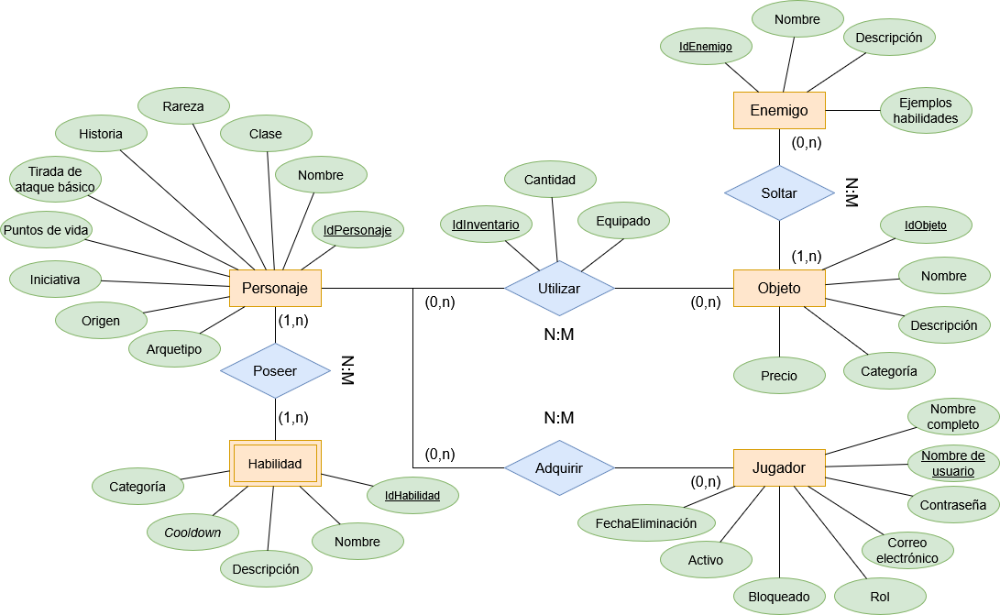 Nombre
IdEnemigo
Descripción
Enemigo
Ejemplos
habilidades
(0,n)
Soltar
N:M
(1,n)
Rareza
Historia
Clase
Tirada de
ataque básico
Nombre
Puntos de vida
IdPersonaje
Iniciativa
Personaje
Origen
Arquetipo
(1,n)
Poseer
N:M
(1,n)
Habilidad
Categoría
Cooldown
Descripción
Nombre
IdHabilidad
Cantidad
IdInventario
Equipado
(0,n)
Utilizar
(0,n)
N:M
IdObjeto
Nombre
Objeto
Descripción
Categoría
Precio
N:M
(0,n)
Adquirir
(0,n)
Jugador
Nombre
completo
Nombre de
usuario
Contraseña
Correo
electrónico
Rol
Bloqueado
Activo
FechaEliminación